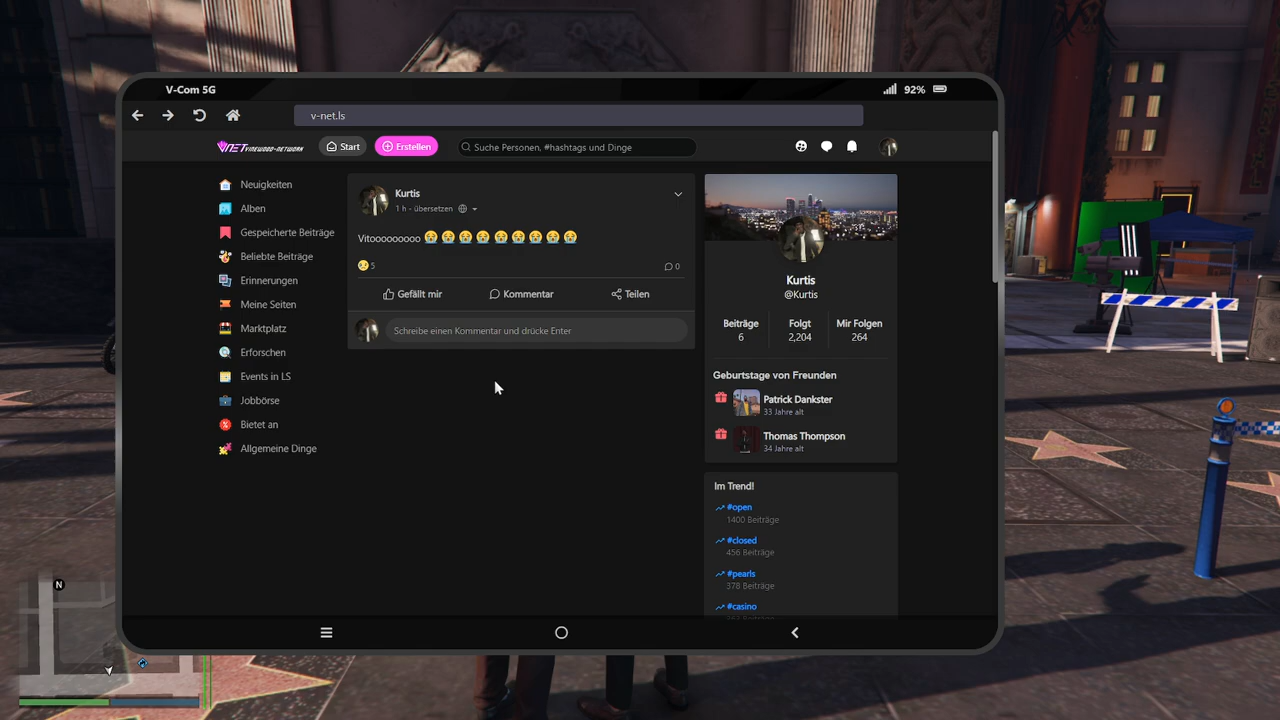 V-Com 5G
92%
v-net.ls
VNET VINEWOOD-NETWORK
Start
Erstellen
Suche Personen, #hashtags und Dinge
Neuigkeiten
Alben
Gespeicherte Beiträge
Beliebte Beiträge
Erinnerungen
Meine Seiten
Marktplatz
Erforschen
Events in LS
Jobbörse
Bietet an
Allgemeine Dinge
Kurtis
1 h - übersetzen
Vitooooooooo 😭 😭 😭 😭 😭 😭 😭 😭 😭
5
0
Gefällt mir
Kommentar
Teilen
Schreibe einen Kommentar und drücke Enter
Kurtis
@Kurtis
Beiträge
6
Folgt
2,204
Mir Folgen
264
Geburtstage von Freunden
Patrick Dankster
33 Jahre alt
Thomas Thompson
34 Jahre alt
Im Trend!
#open
1400 Beiträge
#closed
456 Beiträge
#pearls
378 Beiträge
#casino
N